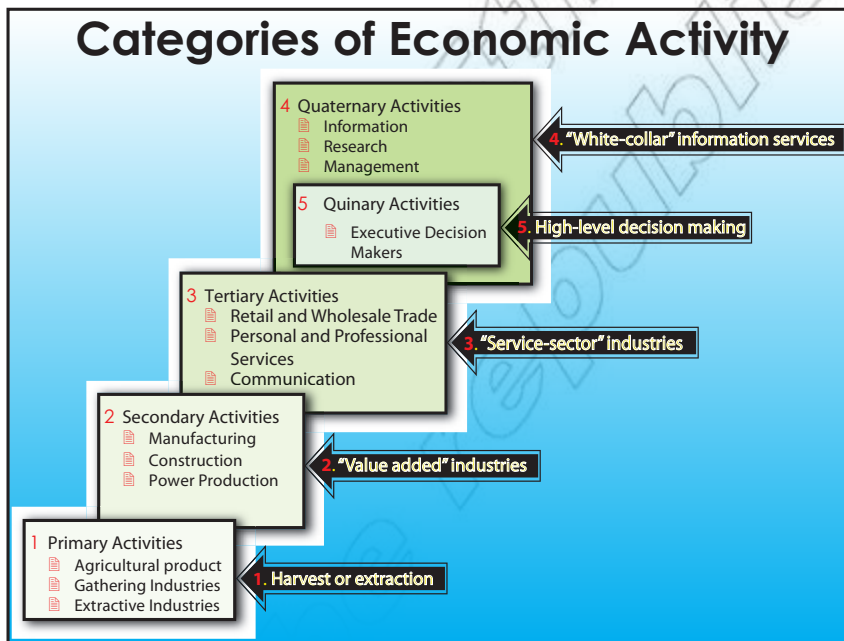 Categories of Economic Activity
4 Quaternary Activities
Information
Research
Management
4. “White-collar” information services
5 Quinary Activities
Executive Decision
Makers
5. High-level decision making
3 Tertiary Activities
Retail and Wholesale Trade
Personal and Professional
Services
Communication
3. “Service-sector” industries
2 Secondary Activities
Manufacturing
Construction
Power Production
2. “Value added” industries
1 Primary Activities
Agricultural product
Gathering Industries
Extractive Industries
1. Harvest or extraction